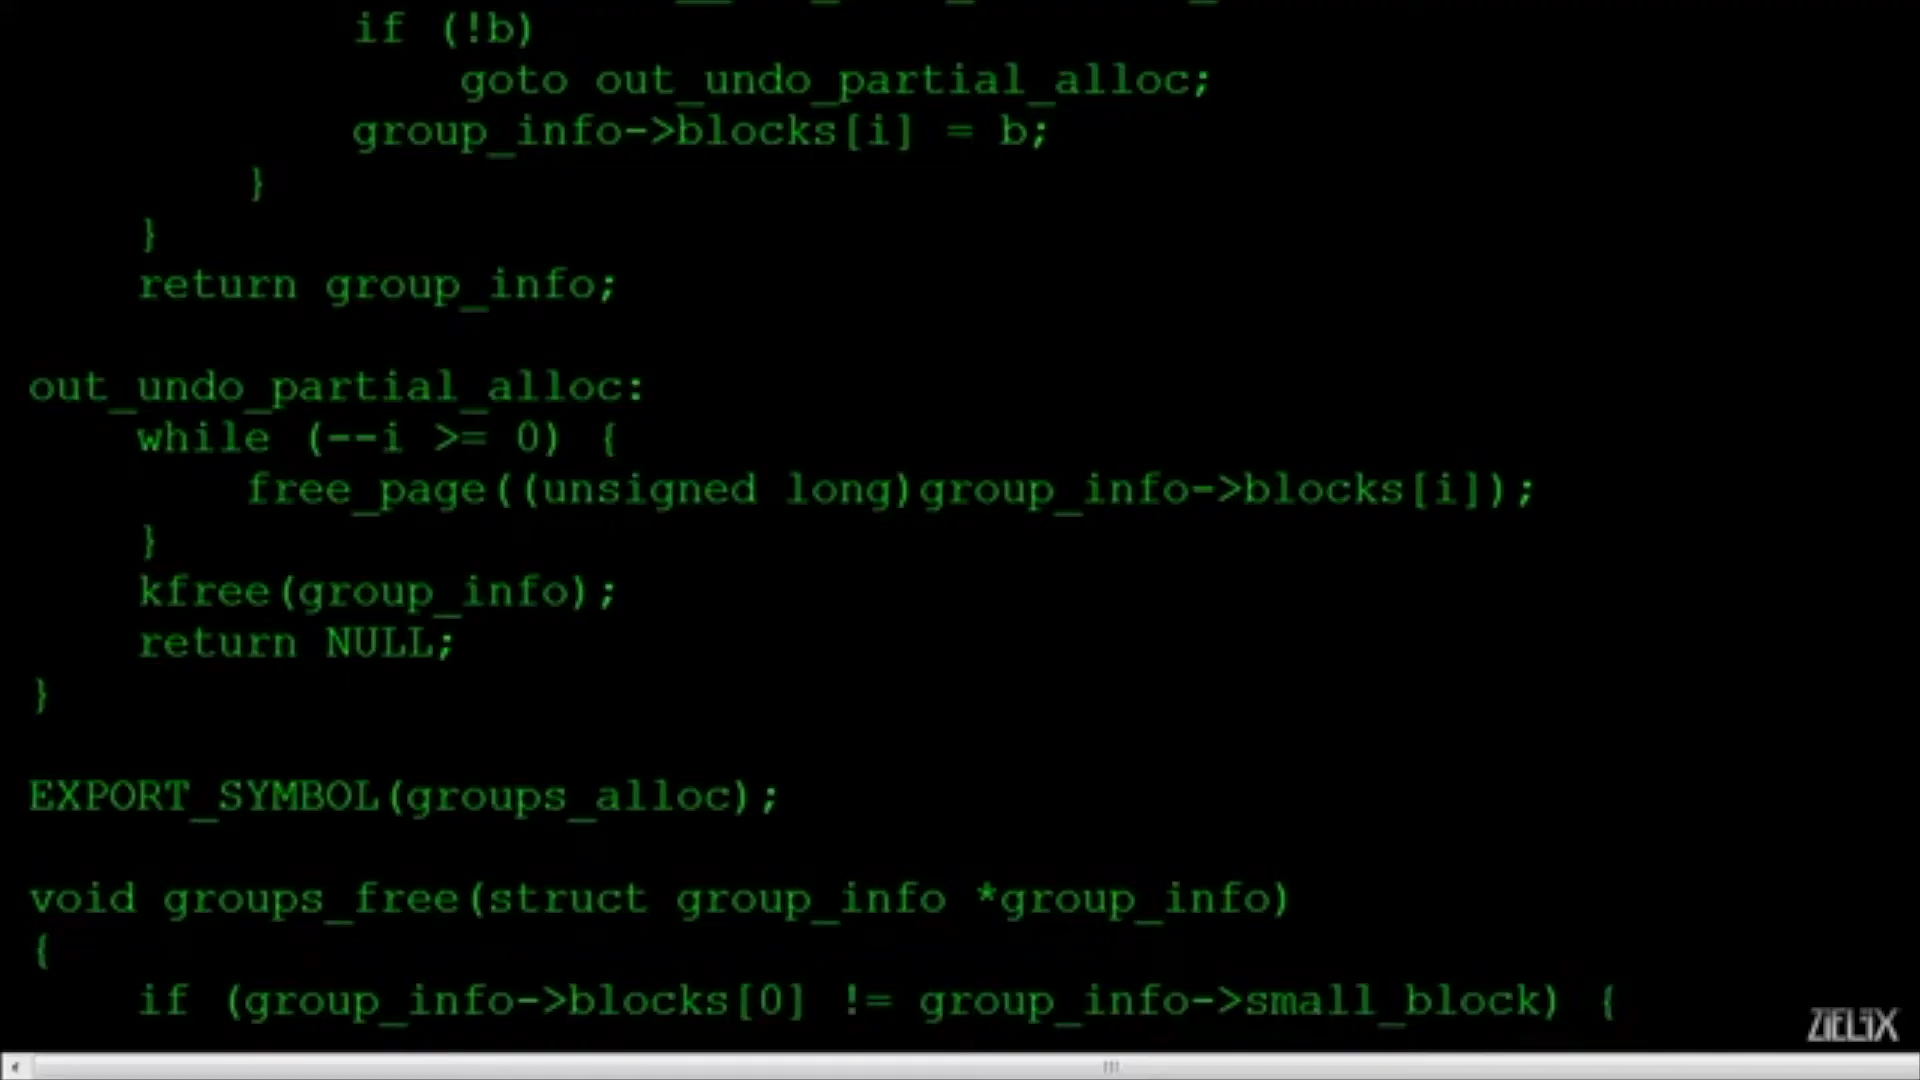 if (!b)
goto out_undo_partial_alloc;
group_info->blocks[i] = b;
}
}
return group_info;
out_undo_partial_alloc:
while (--i >= 0) {
free_page((unsigned long)group_info->blocks[i]);
}
kfree(group_info);
return NULL;
}
EXPORT_SYMBOL(groups_alloc);
void groups_free(struct group_info *group_info)
{
if (group_info->blocks[0] != group_info->small_block) {